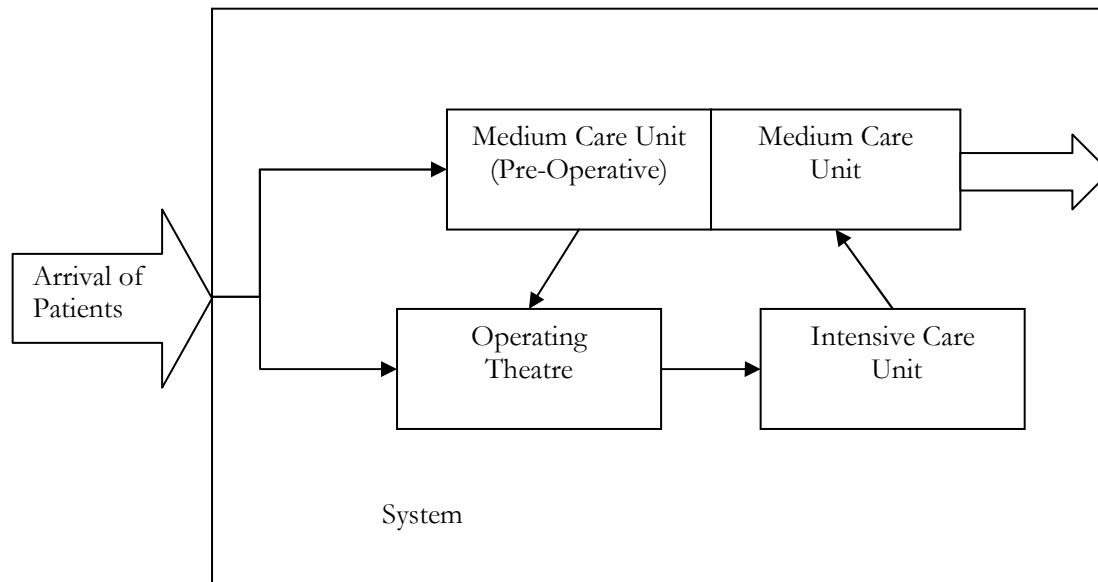 Medium Care Unit
(Pre-Operative)
Medium Care
Unit
Arrival of
Patients
Operating
Theatre
Intensive Care
Unit
System